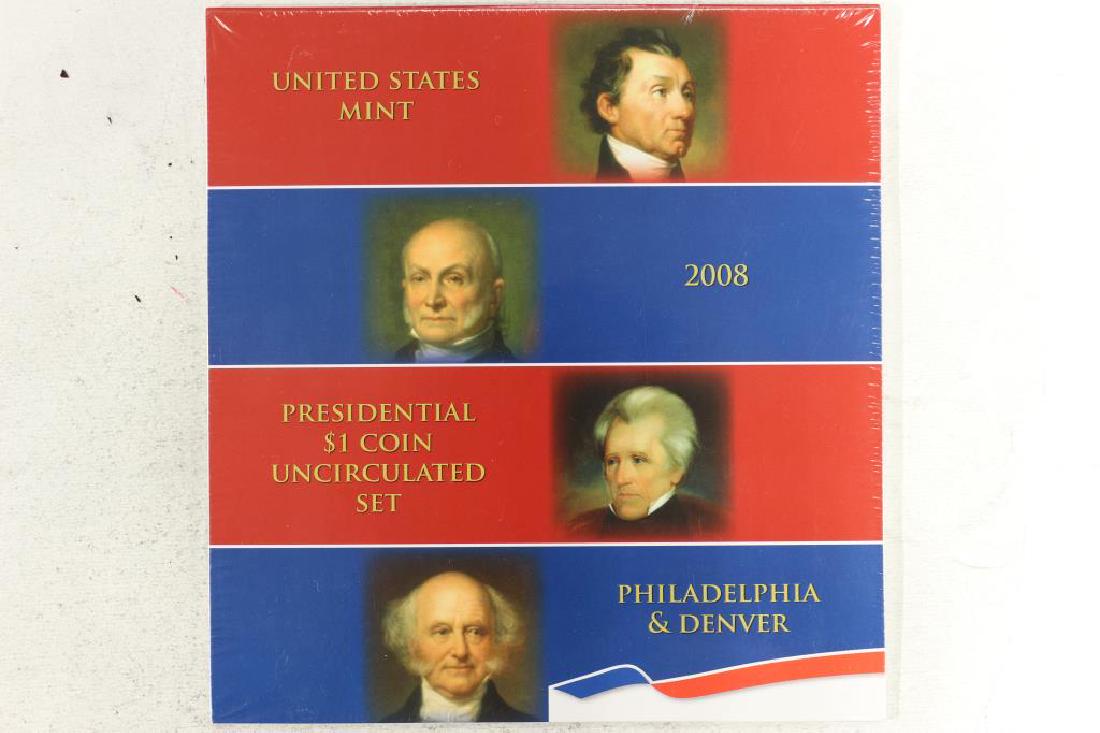 UNITED STATES
MINT
2008
PRESIDENTIAL
$1 COIN
UNCIRCULATED
SET
PHILADELPHIA
& DENVER